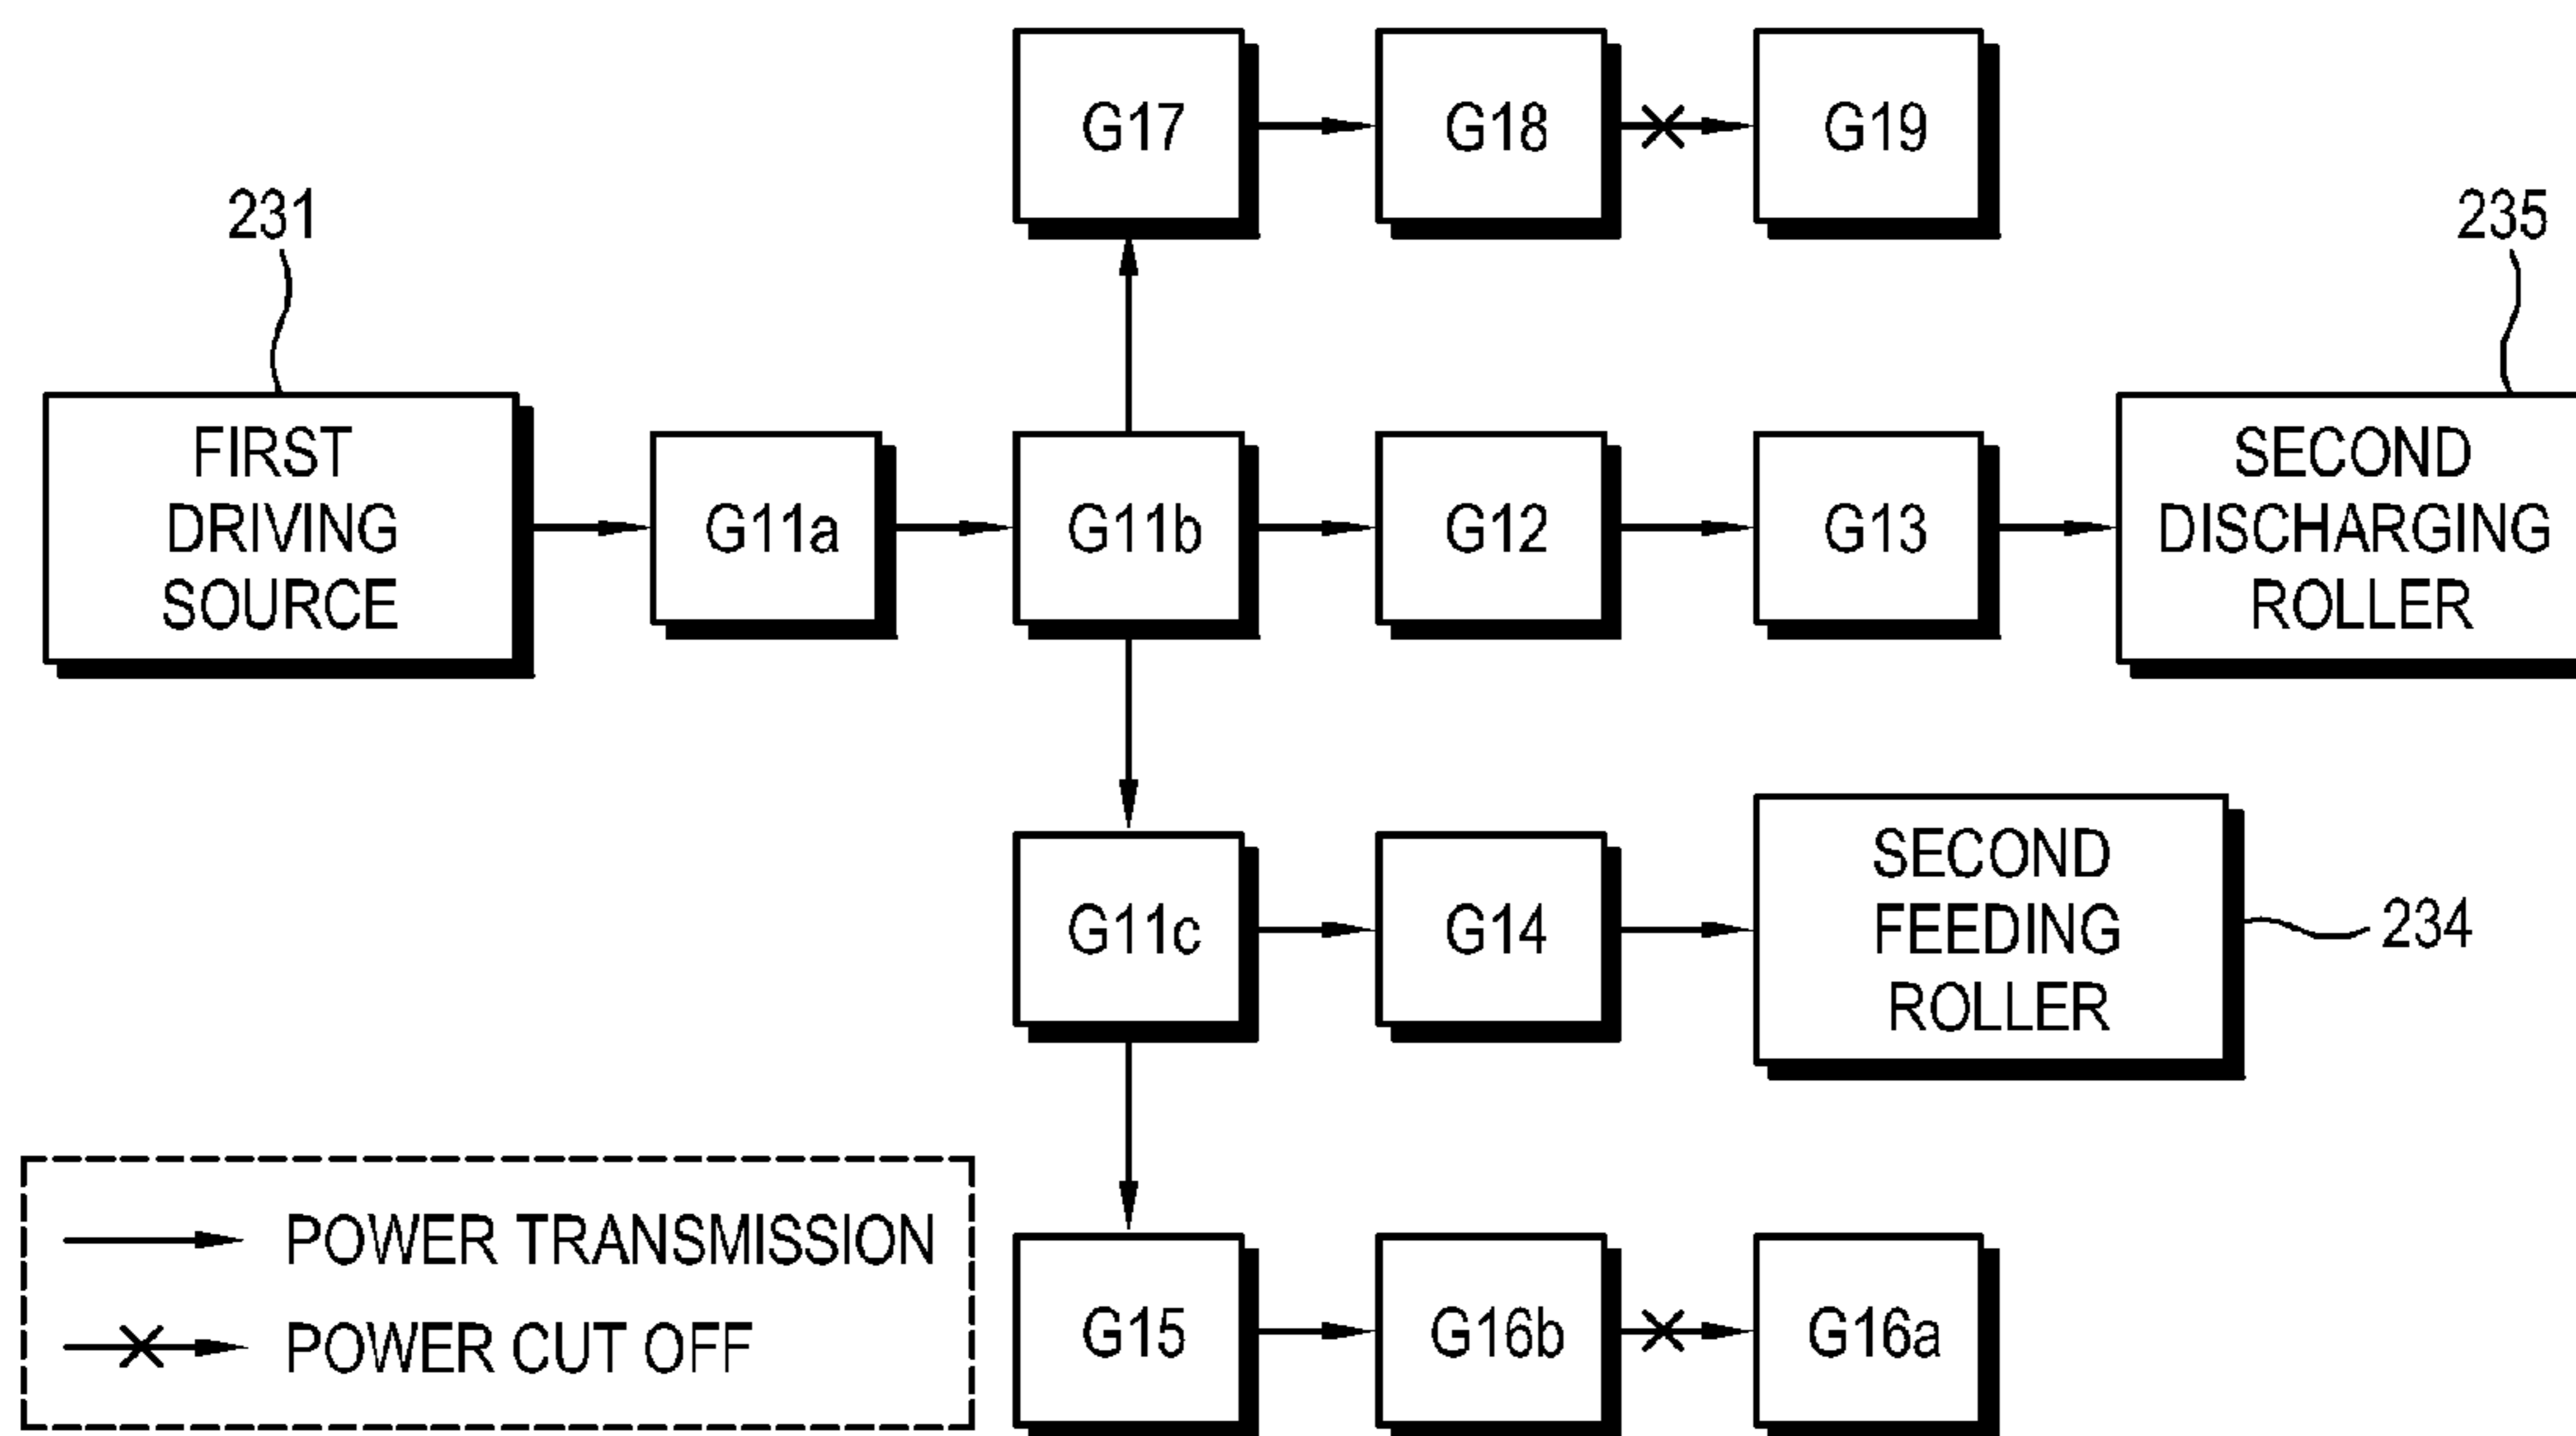 G17
G18
G19
231
235
FIRST
DRIVING
SOURCE
G11a
G11b
G12
G13
SECOND
DISCHARGING
ROLLER
G11c
G14
SECOND
FEEDING
ROLLER
234
POWER TRANSMISSION
POWER CUT OFF
G15
G16b
G16a